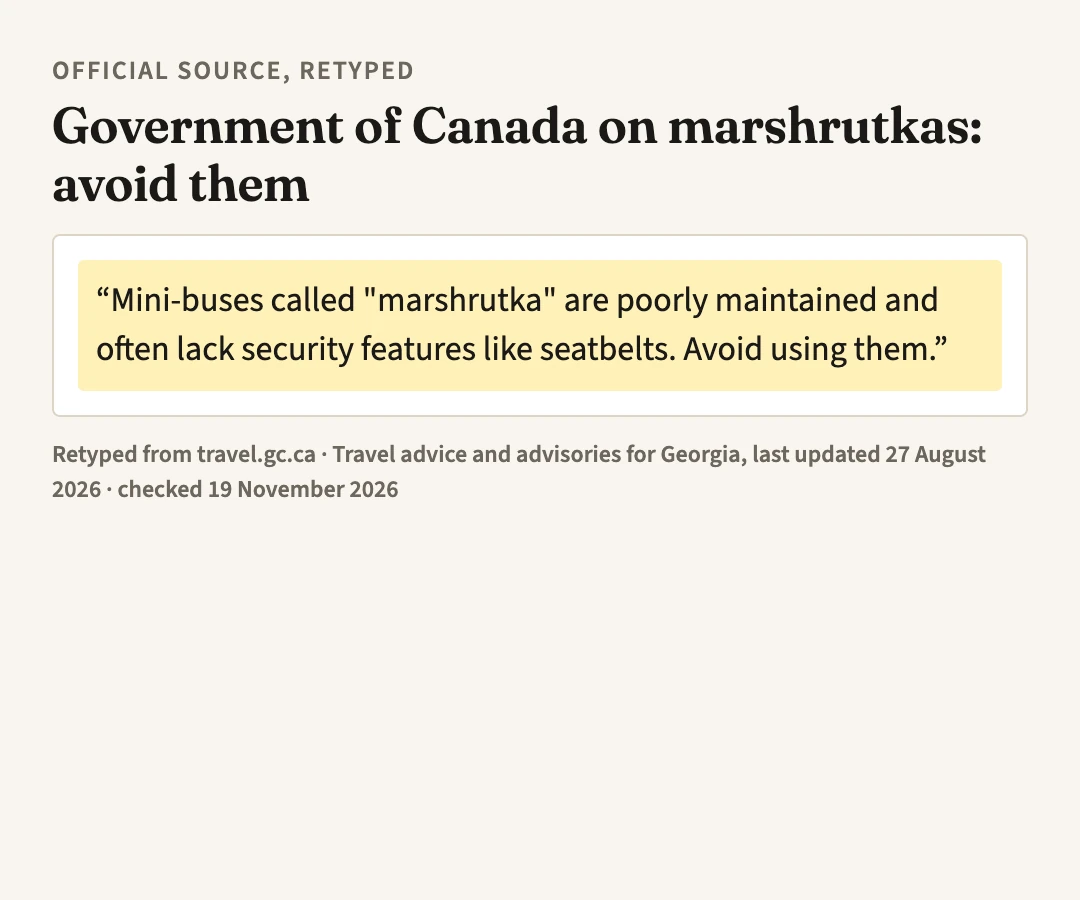 OFFICIAL SOURCE, RETYPED
Government of Canada on marshrutkas:
avoid them
“Mini-buses called "marshrutka" are poorly maintained and
often lack security features like seatbelts. Avoid using them.”
Retyped from travel.gc.ca · Travel advice and advisories for Georgia, last updated 27 August
2026 · checked 19 November 2026